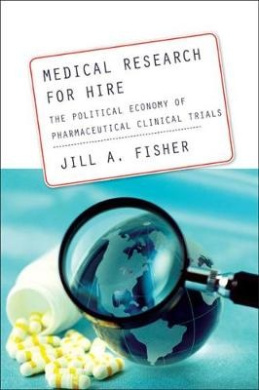 MEDICAL RESEARCH
FOR HIRE
THE POLITICAL ECONOMY OF
PHARMACEUTICAL CLINICAL TRIALS
JILL A. FISHER